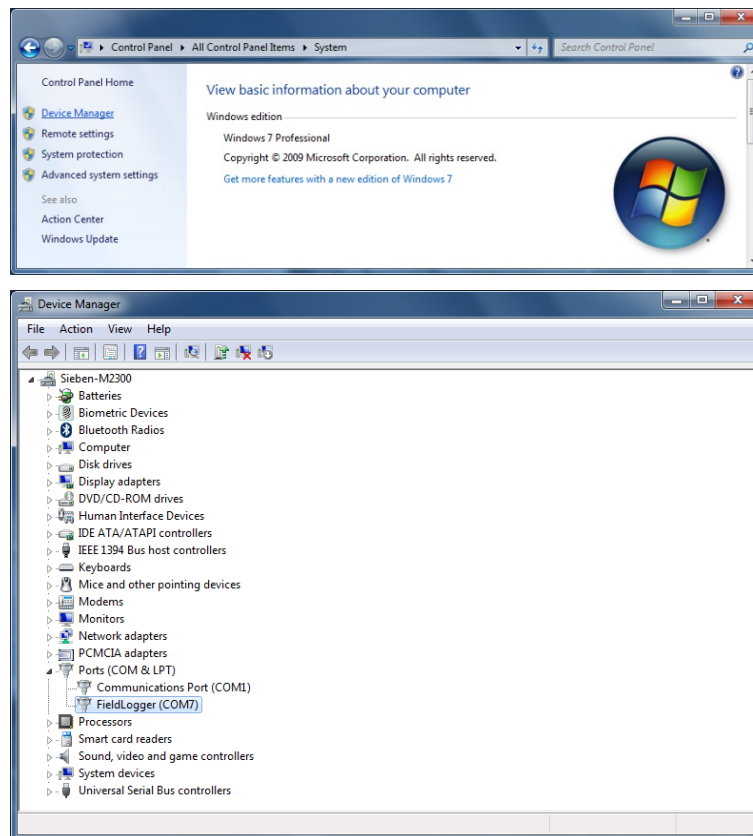 Control Panel ▸ All Control Panel Items ▸ System
Search Control Panel
Control Panel Home
Device Manager
Remote settings
System protection
Advanced system settings
See also
Action Center
Windows Update
View basic information about your computer
Windows edition
Windows 7 Professional
Copyright © 2009 Microsoft Corporation. All rights reserved.
Get more features with a new edition of Windows 7
Device Manager
File Action View Help
Sieben-M2300
Batteries
Biometric Devices
Bluetooth Radios
Computer
Disk drives
Display adapters
DVD/CD-ROM drives
Human Interface Devices
IDE ATA/ATAPI controllers
IEEE 1394 Bus host controllers
Keyboards
Mice and other pointing devices
Modems
Monitors
Network adapters
PCMCIA adapters
Ports (COM & LPT)
Communications Port (COM1)
FieldLogger (COM7)
Processors
Smart card readers
Sound, video and game controllers
System devices
Universal Serial Bus controllers